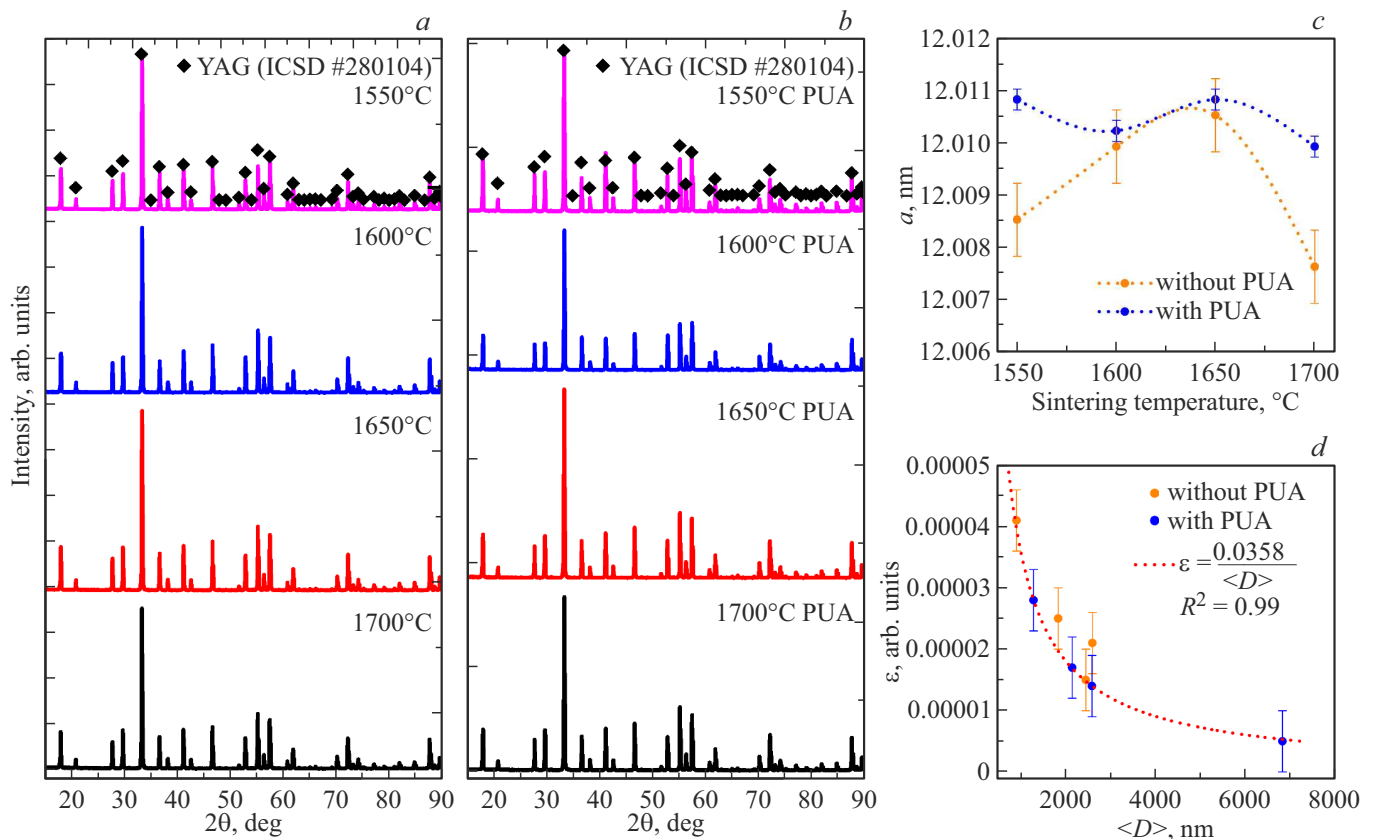 a
◆ YAG (ICSD #280104)
1550°C
1600°C
1650°C
1700°C
Intensity, arb. units
20 30 40 50 60 70 80 90
2θ, deg
b
◆ YAG (ICSD #280104)
1550°C PUA
1600°C PUA
1650°C PUA
1700°C PUA
20 30 40 50 60 70 80 90
2θ, deg
c
12.012
12.011
12.010
12.009
12.008
12.007
12.006
a, nm
without PUA
with PUA
1550 1600 1650 1700
Sintering temperature, °C
d
0.00005
0.00004
0.00003
0.00002
0.00001
0
ε, arb. units
without PUA
with PUA
ε = 0.0358 / <D>
R² = 0.99
2000 4000 6000 8000
<D>, nm